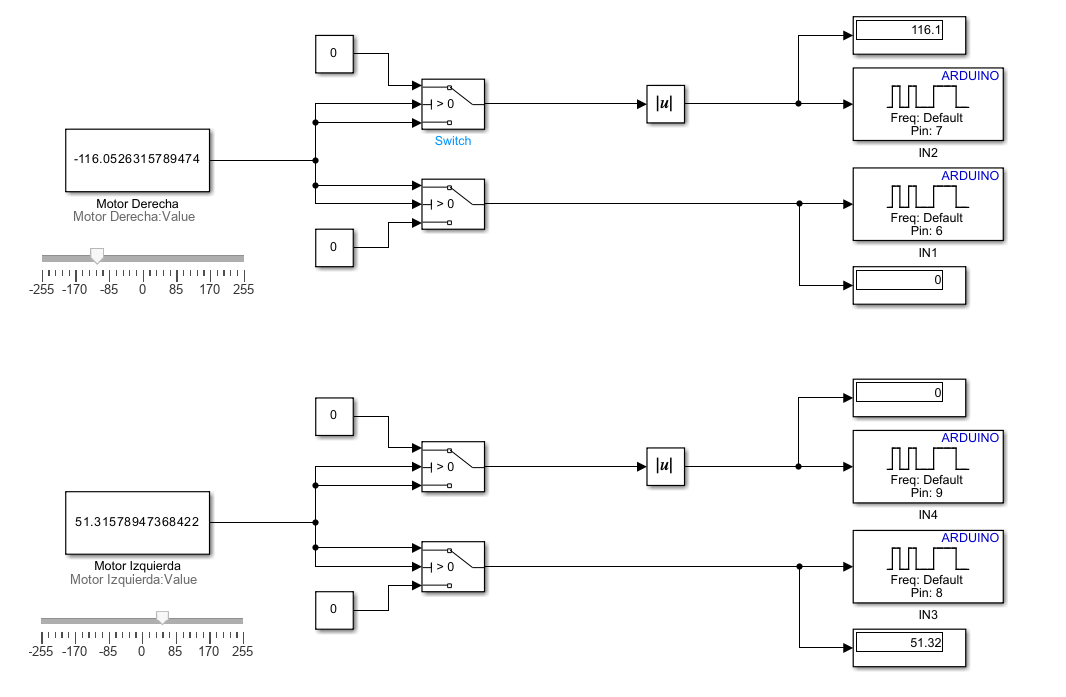 116.1
0
ARDUINO
> 0
|u|
Freq: Default
Pin: 7
Switch
IN2
-116.0526315789474
ARDUINO
Motor Derecha
> 0
Freq: Default
Motor Derecha:Value
Pin: 6
0
IN1
-255 -170 -85 0 85 170 255
0
0
0
ARDUINO
> 0
|u|
Freq: Default
Pin: 9
IN4
51.31578947368422
ARDUINO
Motor Izquierda
> 0
Freq: Default
Motor Izquierda:Value
Pin: 8
0
IN3
-255 -170 -85 0 85 170 255
51.32